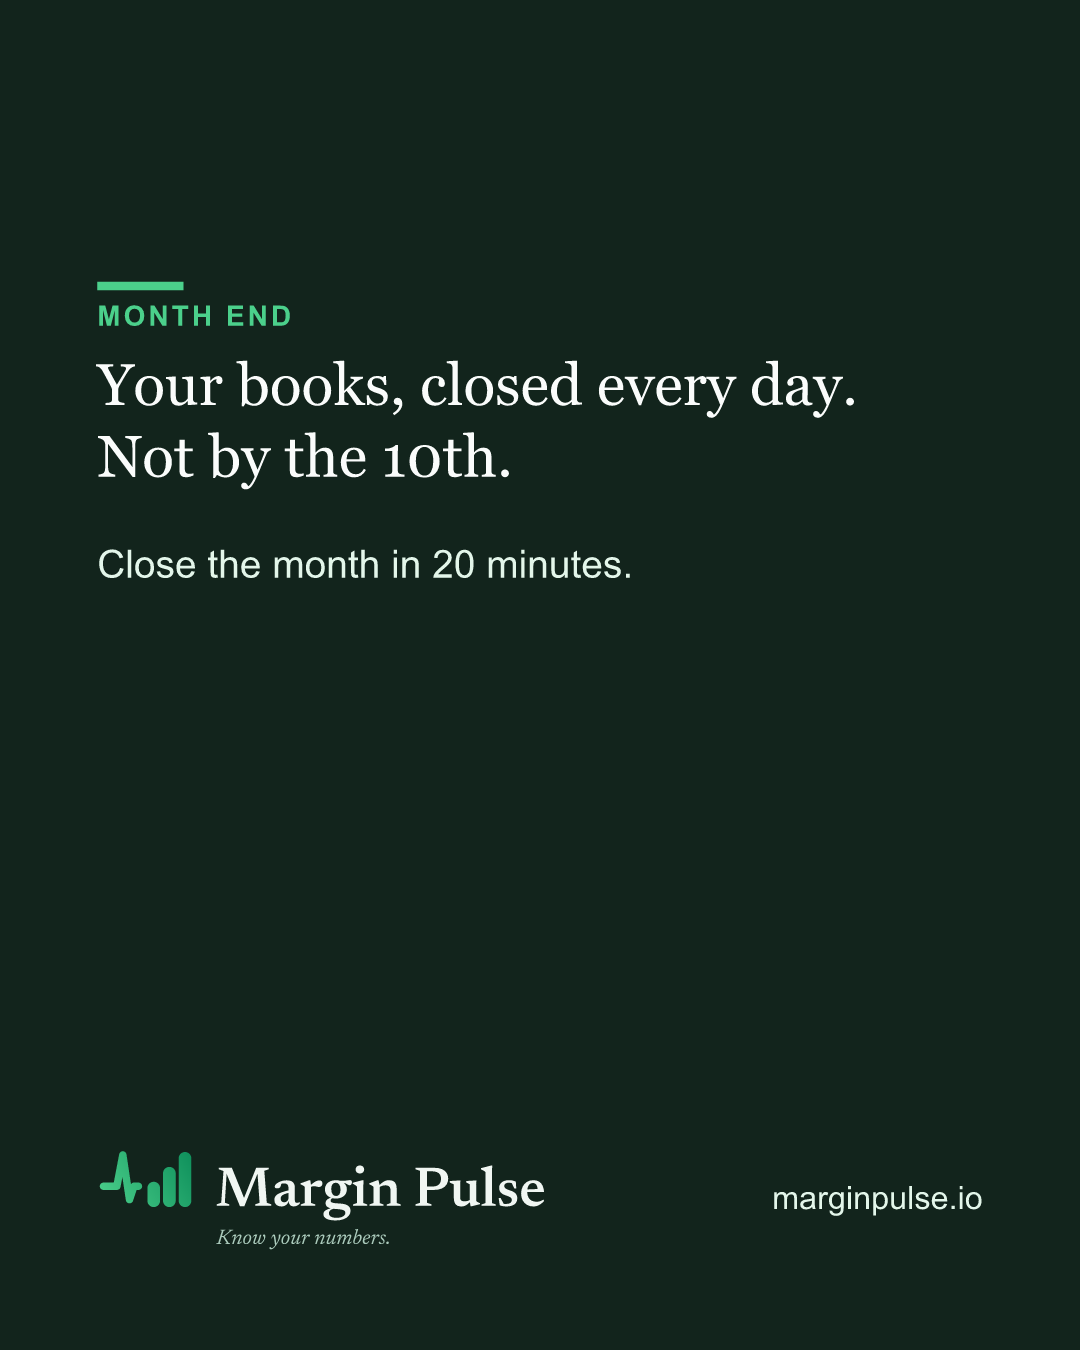 MONTH END
Your books, closed every day.
Not by the 10th.
Close the month in 20 minutes.
Margin Pulse
Know your numbers.
marginpulse.io